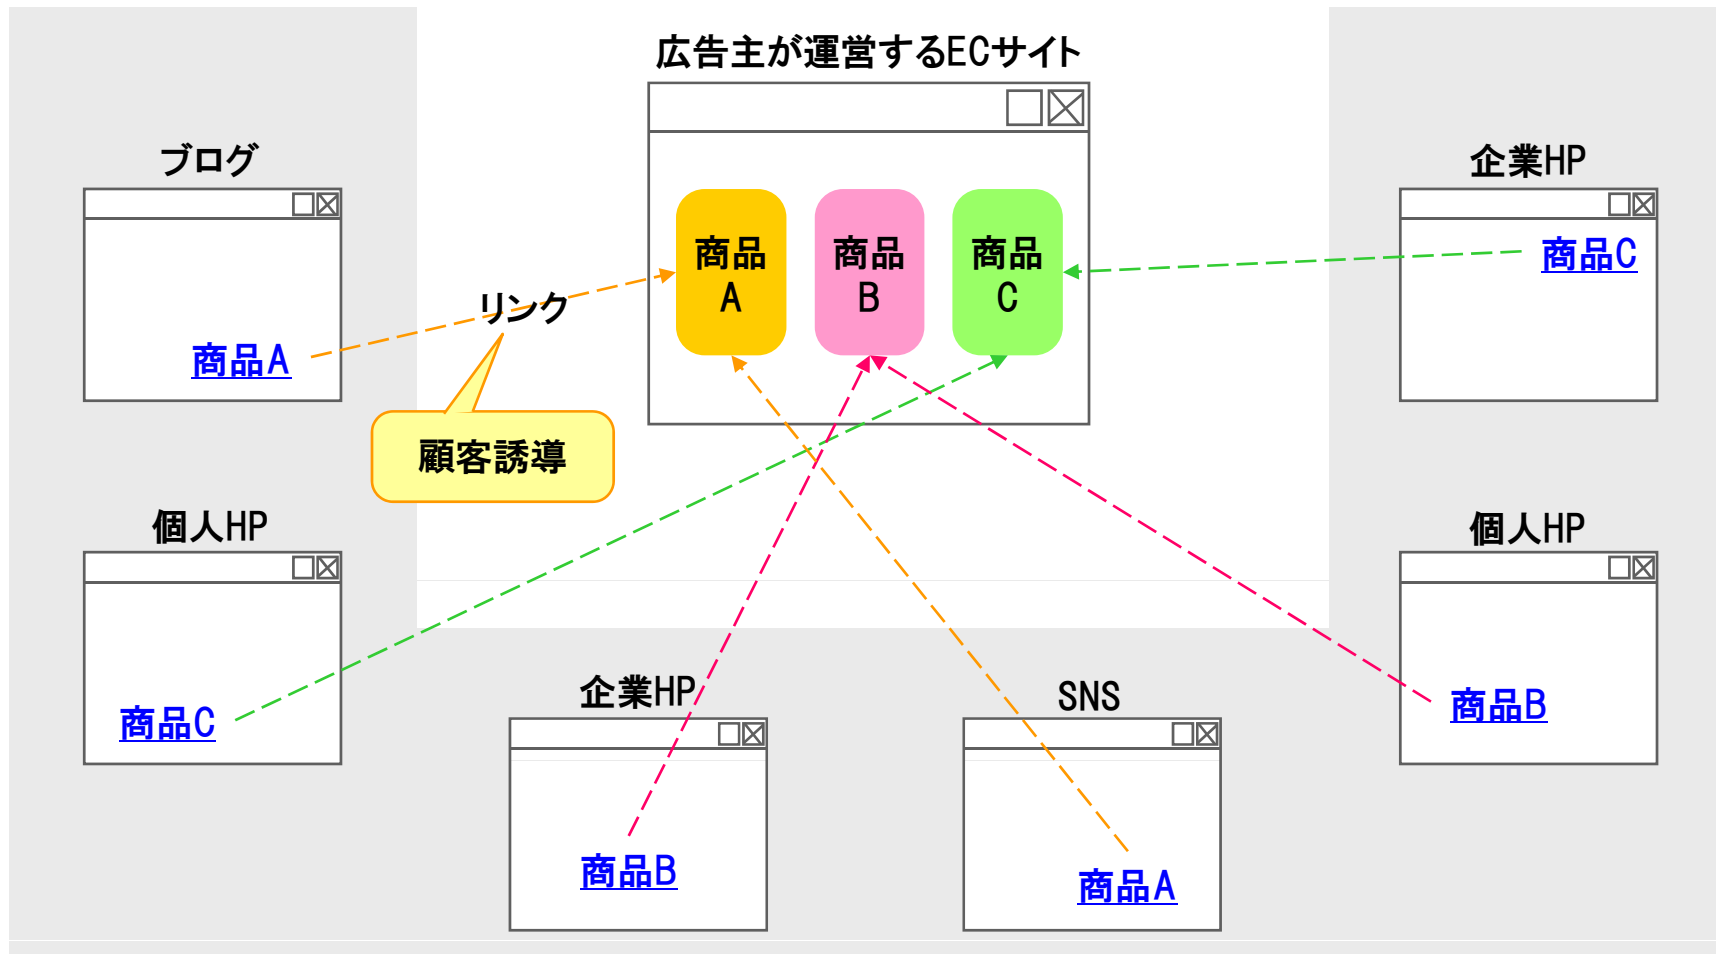 広告主が運営するECサイト
ブログ
企業HP
商品
A
商品
B
商品
C
商品C
リンク
商品A
顧客誘導
個人HP
個人HP
商品C
企業HP
SNS
商品B
商品B
商品A